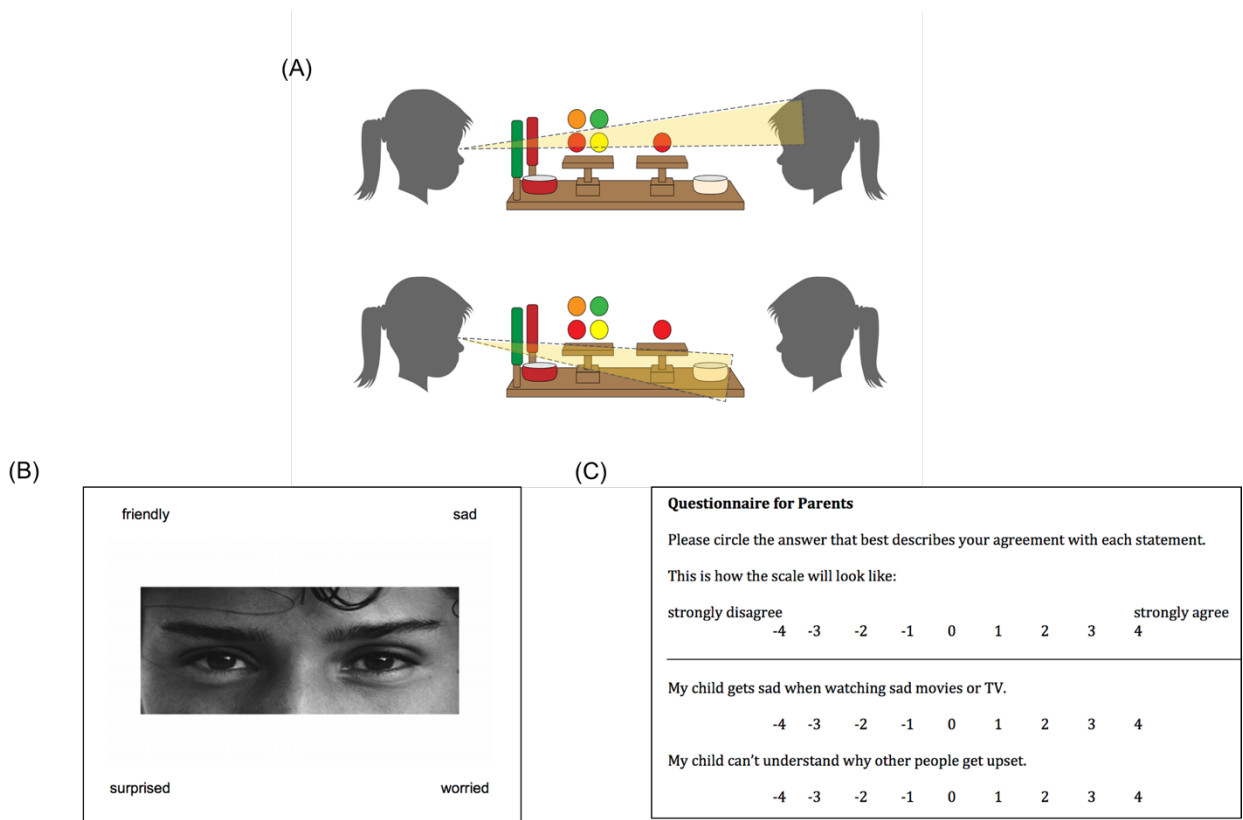 (A)
(B)
friendly sad
surprised worried
(C)
Questionnaire for Parents
Please circle the answer that best describes your agreement with each statement.
This is how the scale will look like:
strongly disagree strongly agree
-4 -3 -2 -1 0 1 2 3 4
My child gets sad when watching sad movies or TV.
-4 -3 -2 -1 0 1 2 3 4
My child can't understand why other people get upset.
-4 -3 -2 -1 0 1 2 3 4